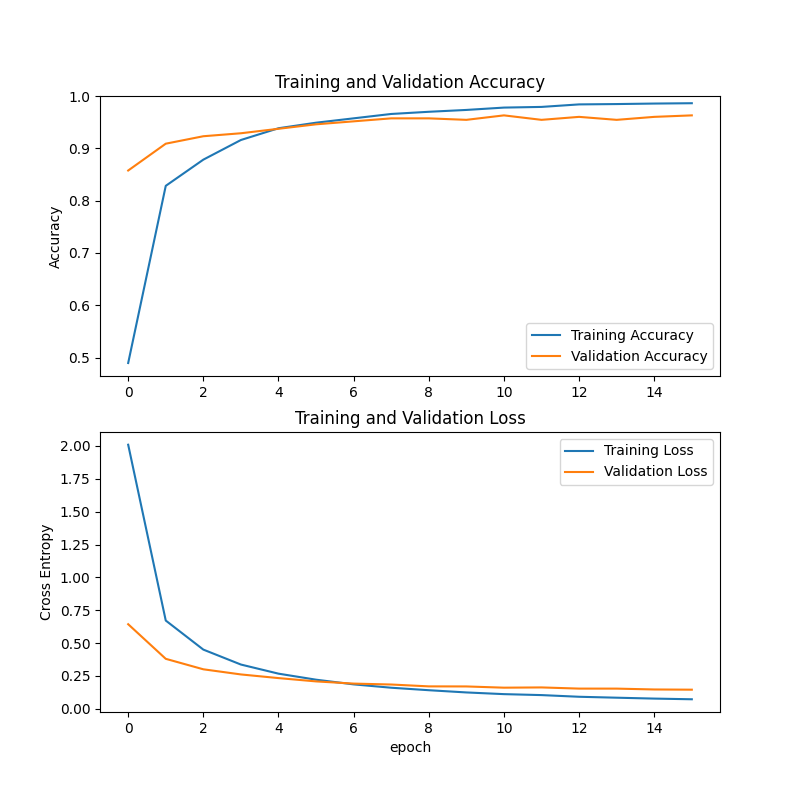 Training and Validation Accuracy
1.0
0.9
0.8
0.7
0.6
0.5
Accuracy
Training Accuracy
Validation Accuracy
0 2 4 6 8 10 12 14
Training and Validation Loss
2.00
1.75
1.50
1.25
1.00
0.75
0.50
0.25
0.00
Cross Entropy
Training Loss
Validation Loss
0 2 4 6 8 10 12 14
epoch